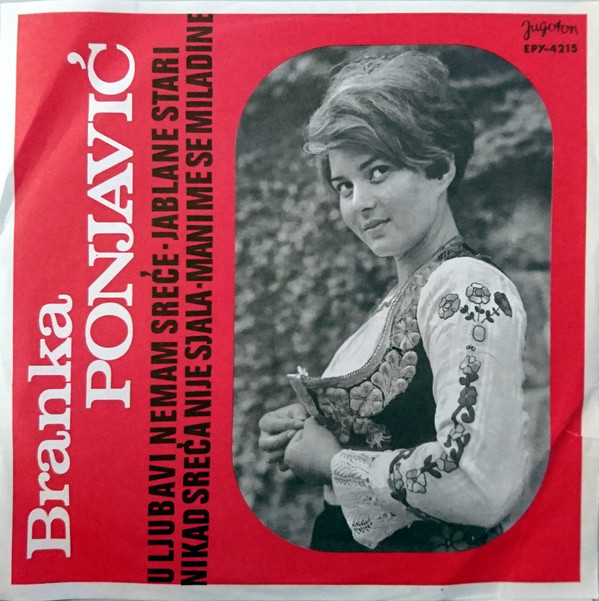 Jugoton
EPY-4215
Branka
PONJAVIĆ
U LJUBAVI NEMAM SREĆE - JABLANE STARI
NIKAD SREĆA NIJE SJALA - MANI ME SE MILADINE